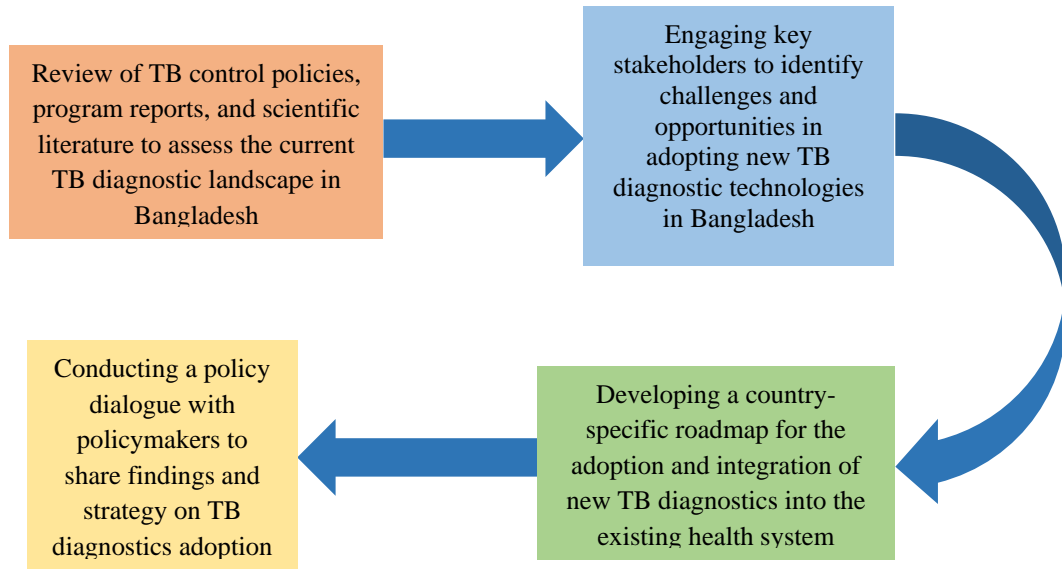 Review of TB control policies,
program reports, and scientific
literature to assess the current
TB diagnostic landscape in
Bangladesh
Engaging key
stakeholders to identify
challenges and
opportunities in
adopting new TB
diagnostic technologies
in Bangladesh
Developing a country-
specific roadmap for the
adoption and integration of
new TB diagnostics into the
existing health system
Conducting a policy
dialogue with
policymakers to
share findings and
strategy on TB
diagnostics adoption